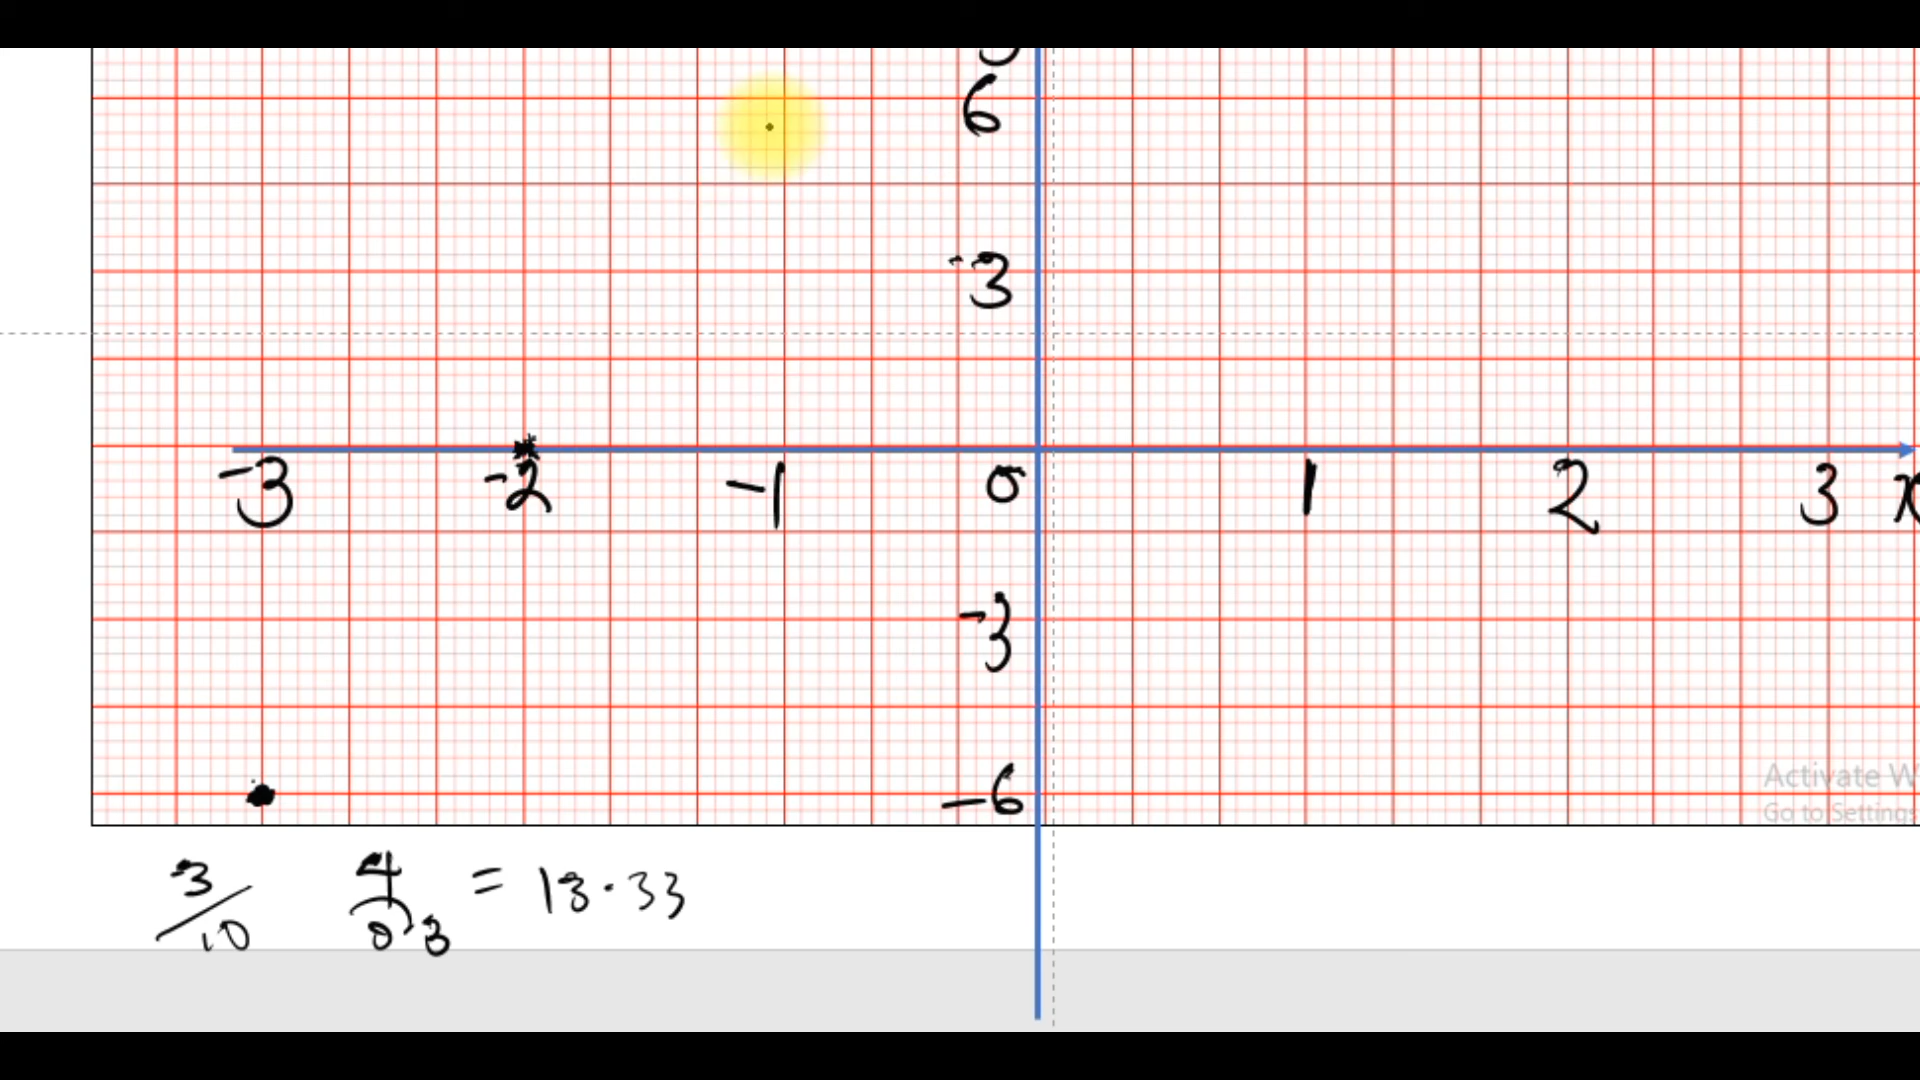 6
-3
-3 -2 -1 0 1 2 3 x
-3
-6
Activate W
Go to Settings
3/10 4/0.3 = 13.33